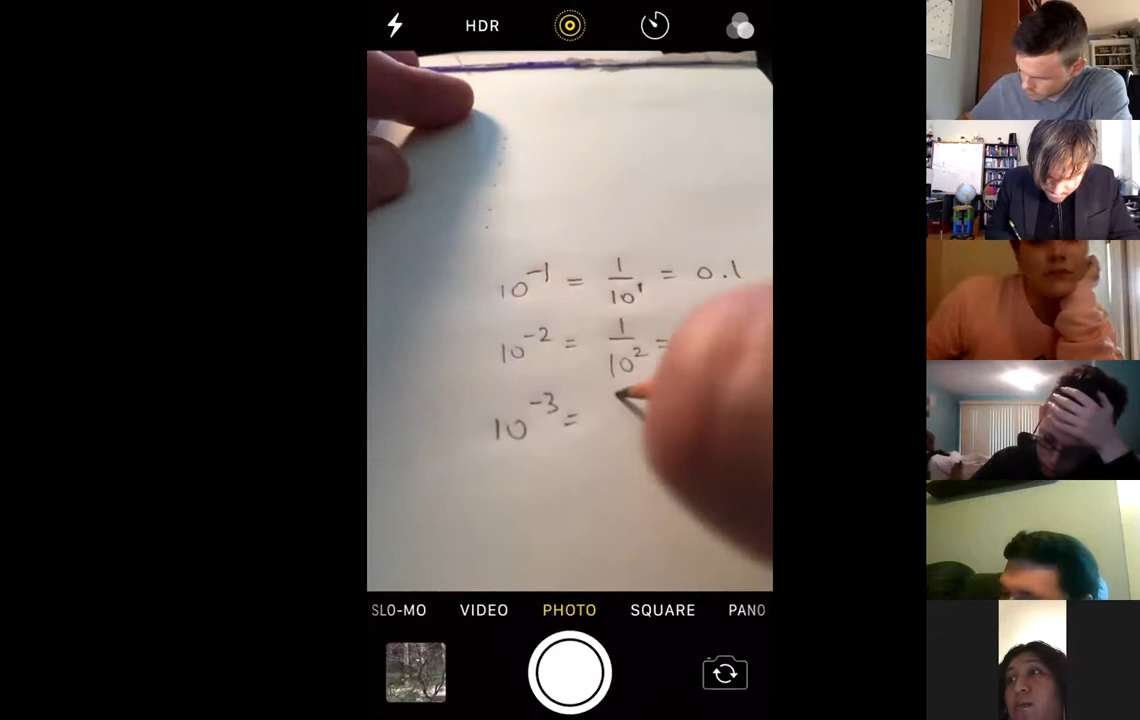 HDR
10⁻¹ = 1/10¹ = 0.1
10⁻² = 1/10² =
10⁻³ =
SLO-MO VIDEO PHOTO SQUARE PANO